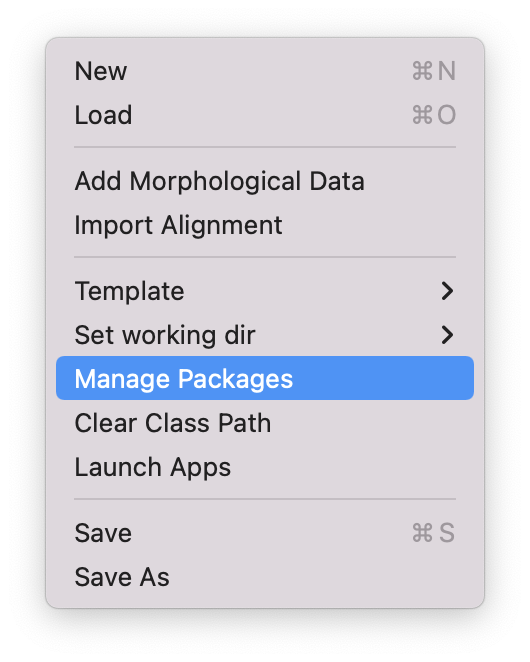 New ⌘N
Load ⌘O
Add Morphological Data
Import Alignment
Template
Set working dir
Manage Packages
Clear Class Path
Launch Apps
Save ⌘S
Save As